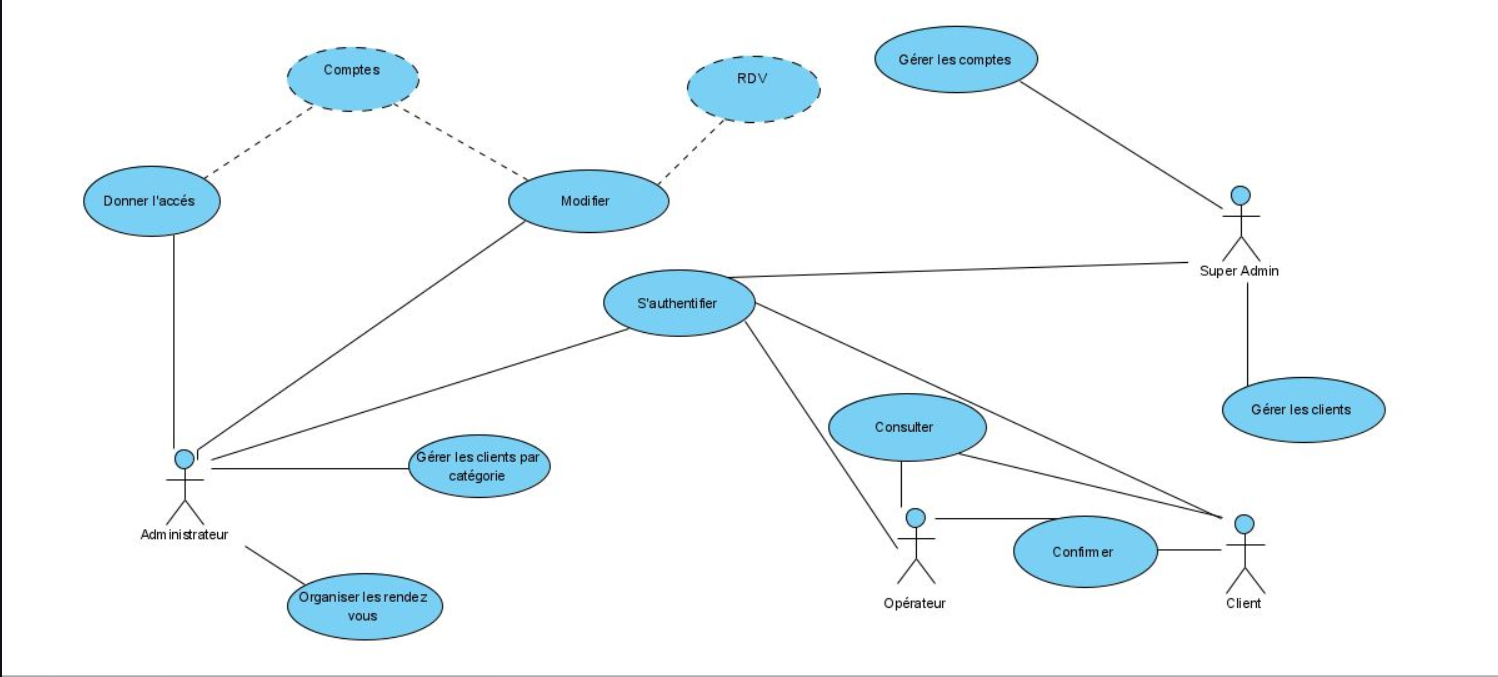 Gérer les comptes
Comptes
RDV
Donner l'accés
Modifier
Super Admin
S'authentifier
Gérer les clients
Consulter
Gérer les clients par
catégorie
Administrateur
Confirmer
Organiser les rendez
vous
Opérateur
Client